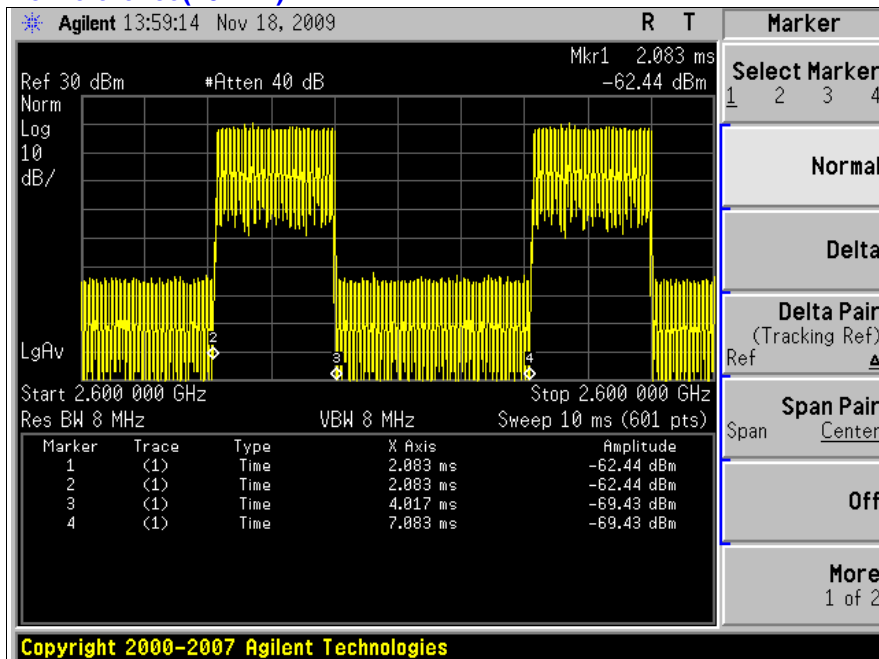 Agilent 13:59:14 Nov 18, 2009 R T
Mkr1 2.083 ms
Ref 30 dBm #Atten 40 dB -62.44 dBm
Norm
Log
10
dB/
LgAv
2
3
4
Start 2.600 000 GHz Stop 2.600 000 GHz
Res BW 8 MHz VBW 8 MHz Sweep 10 ms (601 pts)
Marker Trace Type X Axis Amplitude
1 (1) Time 2.083 ms -62.44 dBm
2 (1) Time 2.083 ms -62.44 dBm
3 (1) Time 4.017 ms -69.43 dBm
4 (1) Time 7.083 ms -69.43 dBm
Marker
Select Marker
1 2 3 4
Normal
Delta
Delta Pair
(Tracking Ref)
Ref Δ
Span Pair
Span Center
Off
More
1 of 2
Copyright 2000-2007 Agilent Technologies